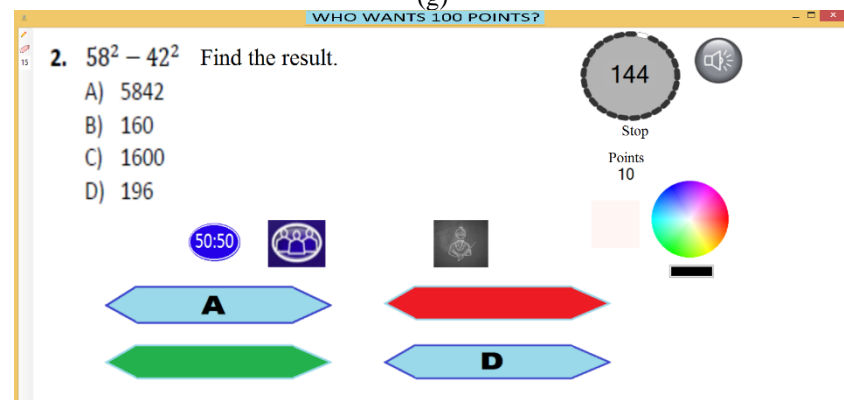 (g)
WHO WANTS 100 POINTS?
15
2. 58² – 42² Find the result.
A) 5842
B) 160
C) 1600
D) 196
144
Stop
Points
10
50:50
A
D